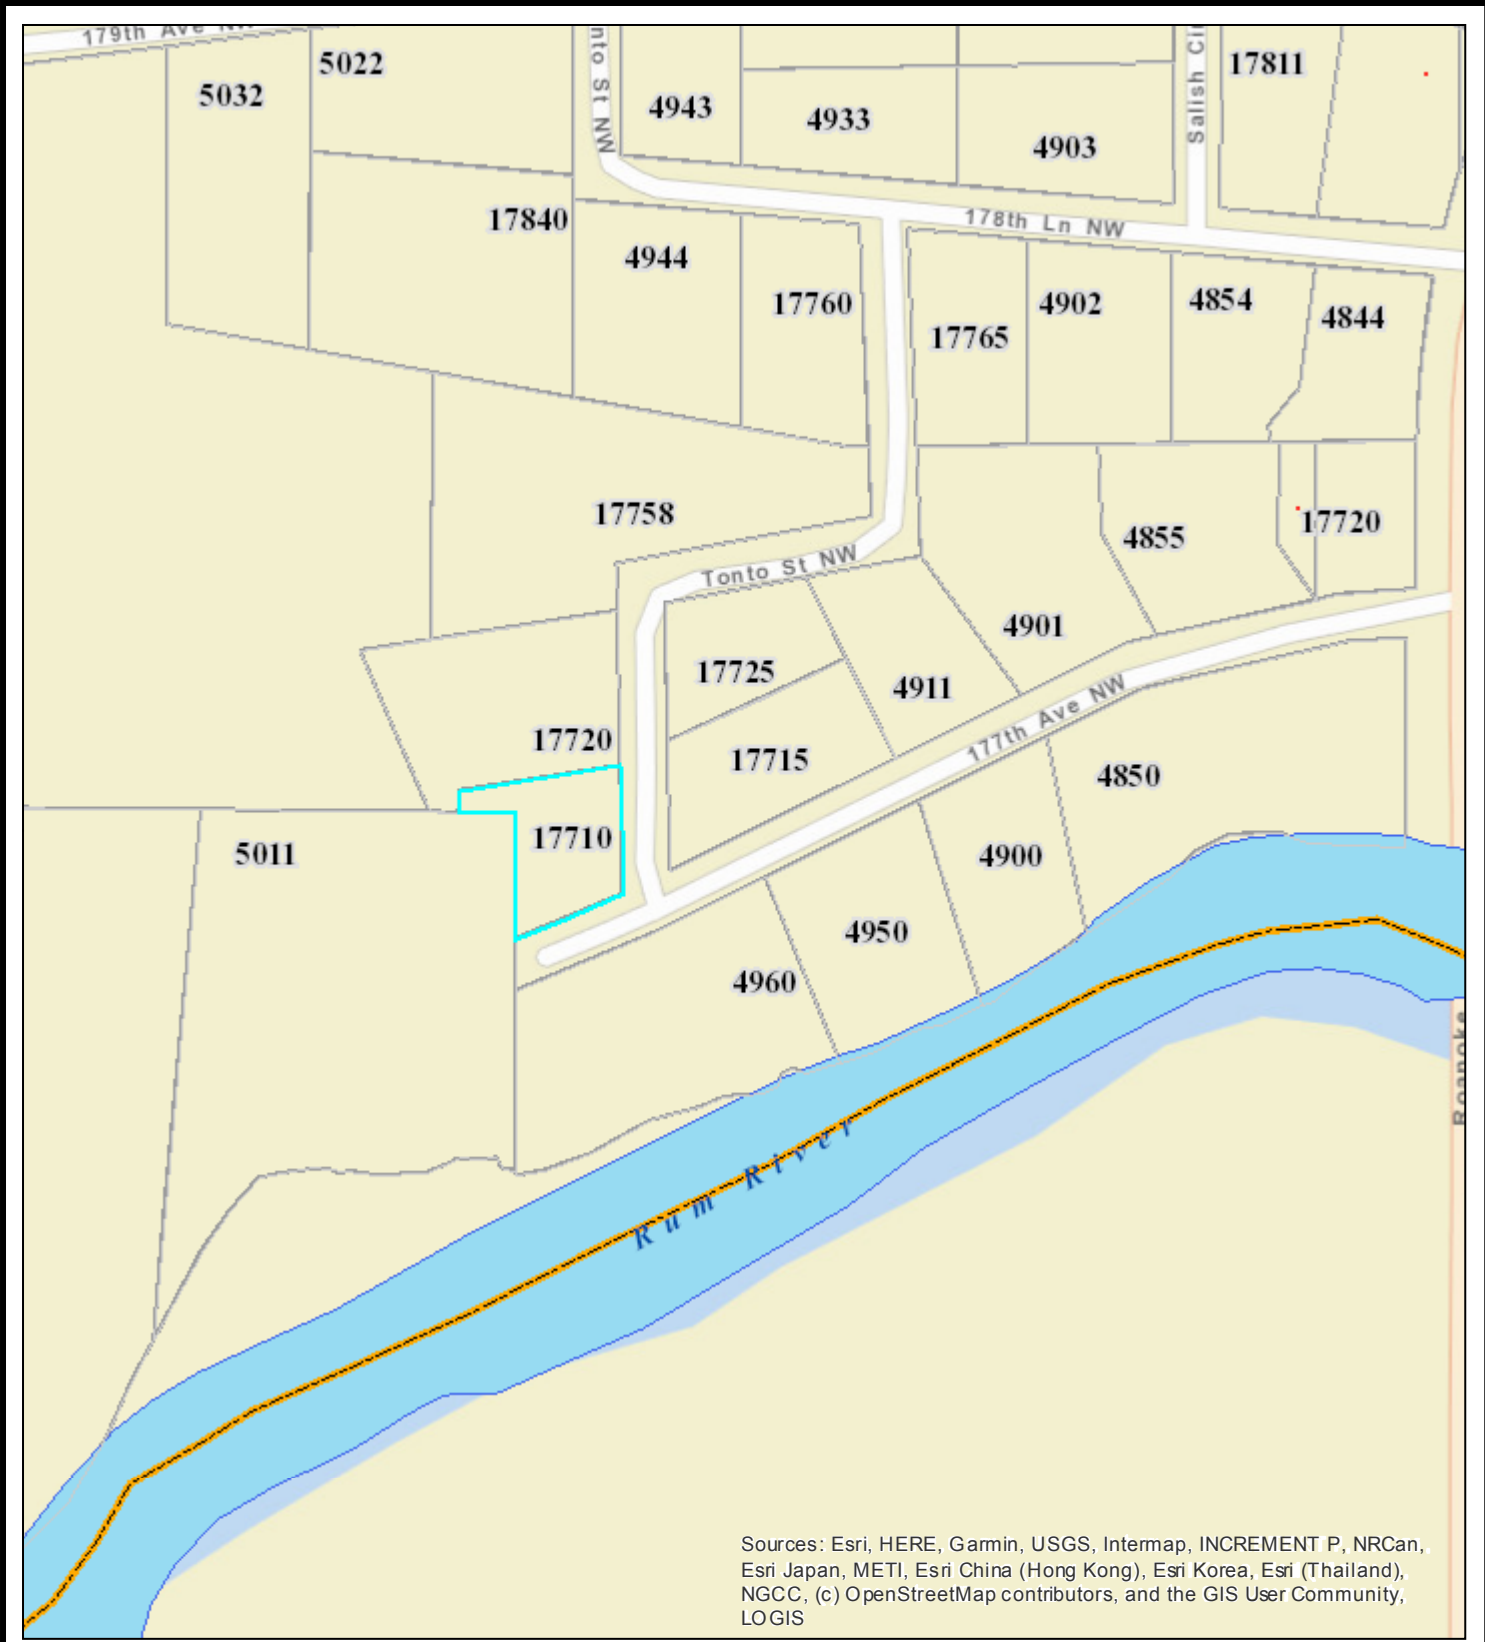 179th Ave NW
5022
5032
nto St NW
4943
4933
4903
Salish Cir
17811
17840
4944
17760
178th Ln NW
17765
4902
4854
4844
17758
Tonto St NW
4855
17720
4901
17725
4911
17720
17715
177th Ave NW
4850
17710
5011
4900
4950
4960
Rum River
Roanoke
Sources: Esri, HERE, Garmin, USGS, Intermap, INCREMENT P, NRCan,
Esri Japan, METI, Esri China (Hong Kong), Esri Korea, Esri (Thailand),
NGCC, (c) OpenStreetMap contributors, and the GIS User Community,
LOGIS